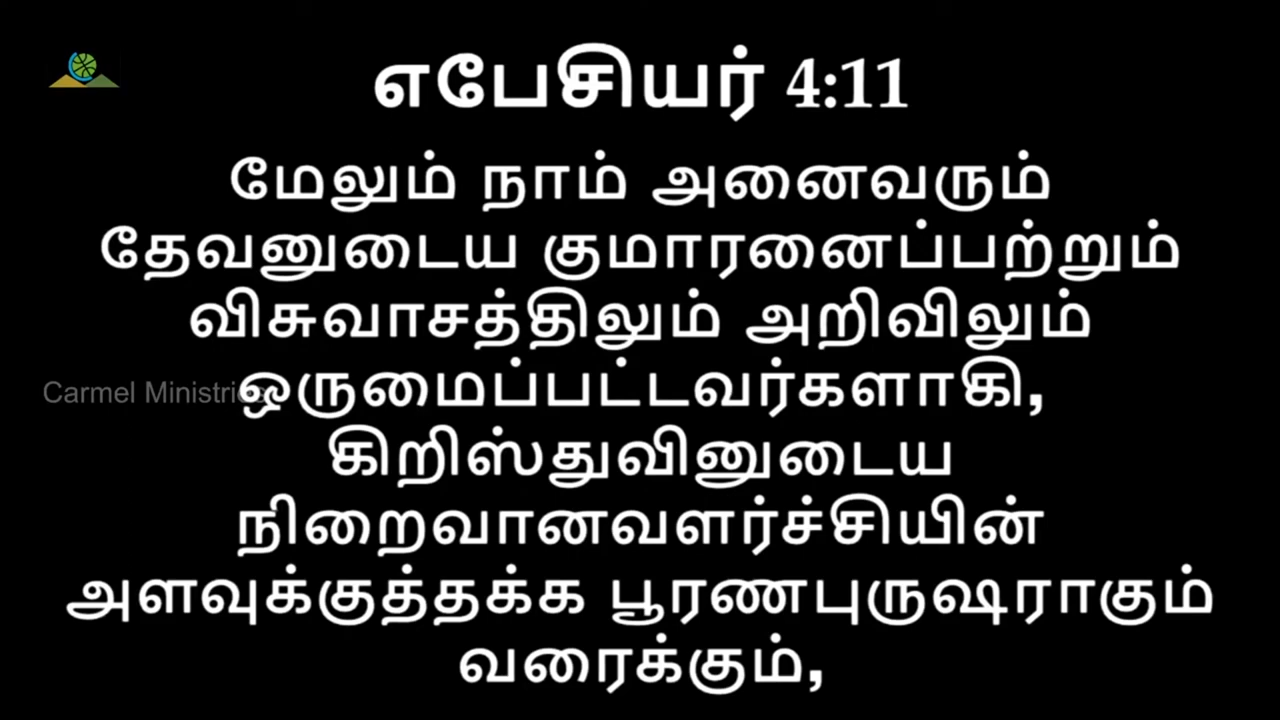 எபேசியர் 4:11
மேலும் நாம் அனைவரும்
தேவனுடைய குமாரனைப்பற்றும்
விசுவாசத்திலும் அறிவிலும்
Carmel Ministries
ஒருமைப்பட்டவர்களாகி,
கிறிஸ்துவினுடைய
நிறைவானவளர்ச்சியின்
அளவுக்குத்தக்க பூரணபுருஷராகும்
வரைக்கும்,